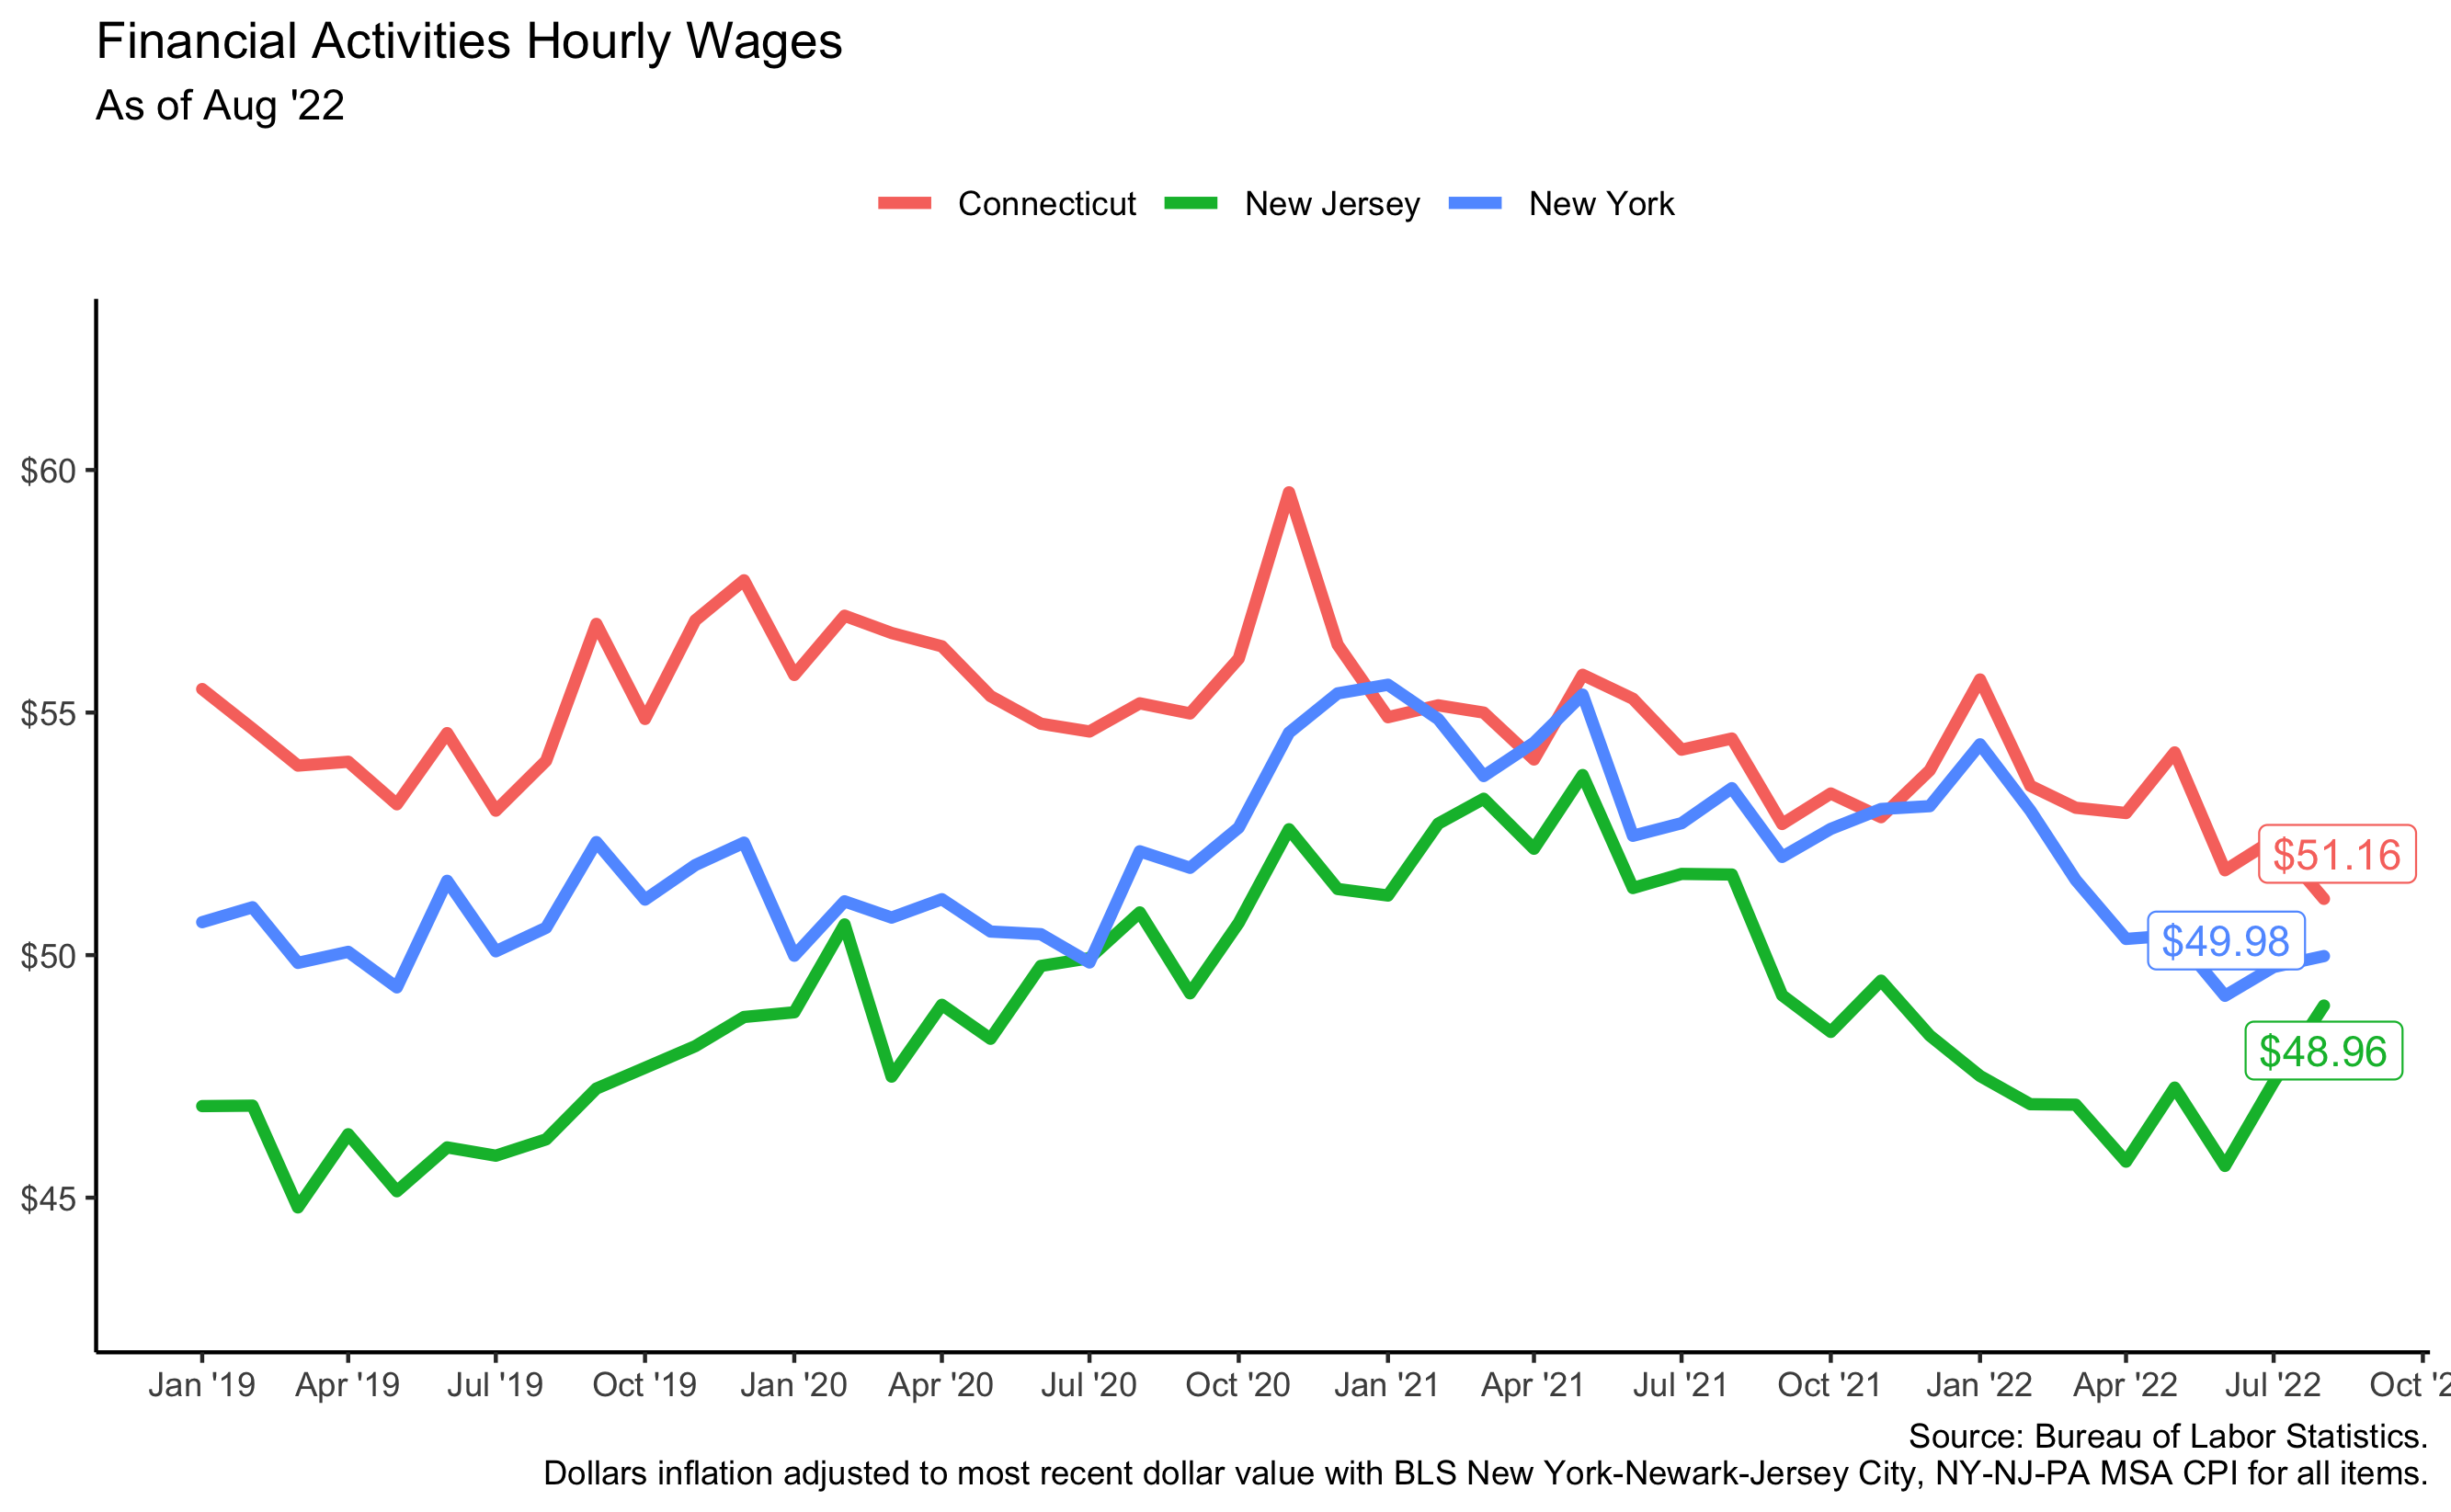 Financial Activities Hourly Wages
As of Aug '22
Connecticut New Jersey New York
$60
$55
$50
$45
$51.16
$49.98
$48.96
Jan '19 Apr '19 Jul '19 Oct '19 Jan '20 Apr '20 Jul '20 Oct '20 Jan '21 Apr '21 Jul '21 Oct '21 Jan '22 Apr '22 Jul '22 Oct '2
Source: Bureau of Labor Statistics.
Dollars inflation adjusted to most recent dollar value with BLS New York-Newark-Jersey City, NY-NJ-PA MSA CPI for all items.